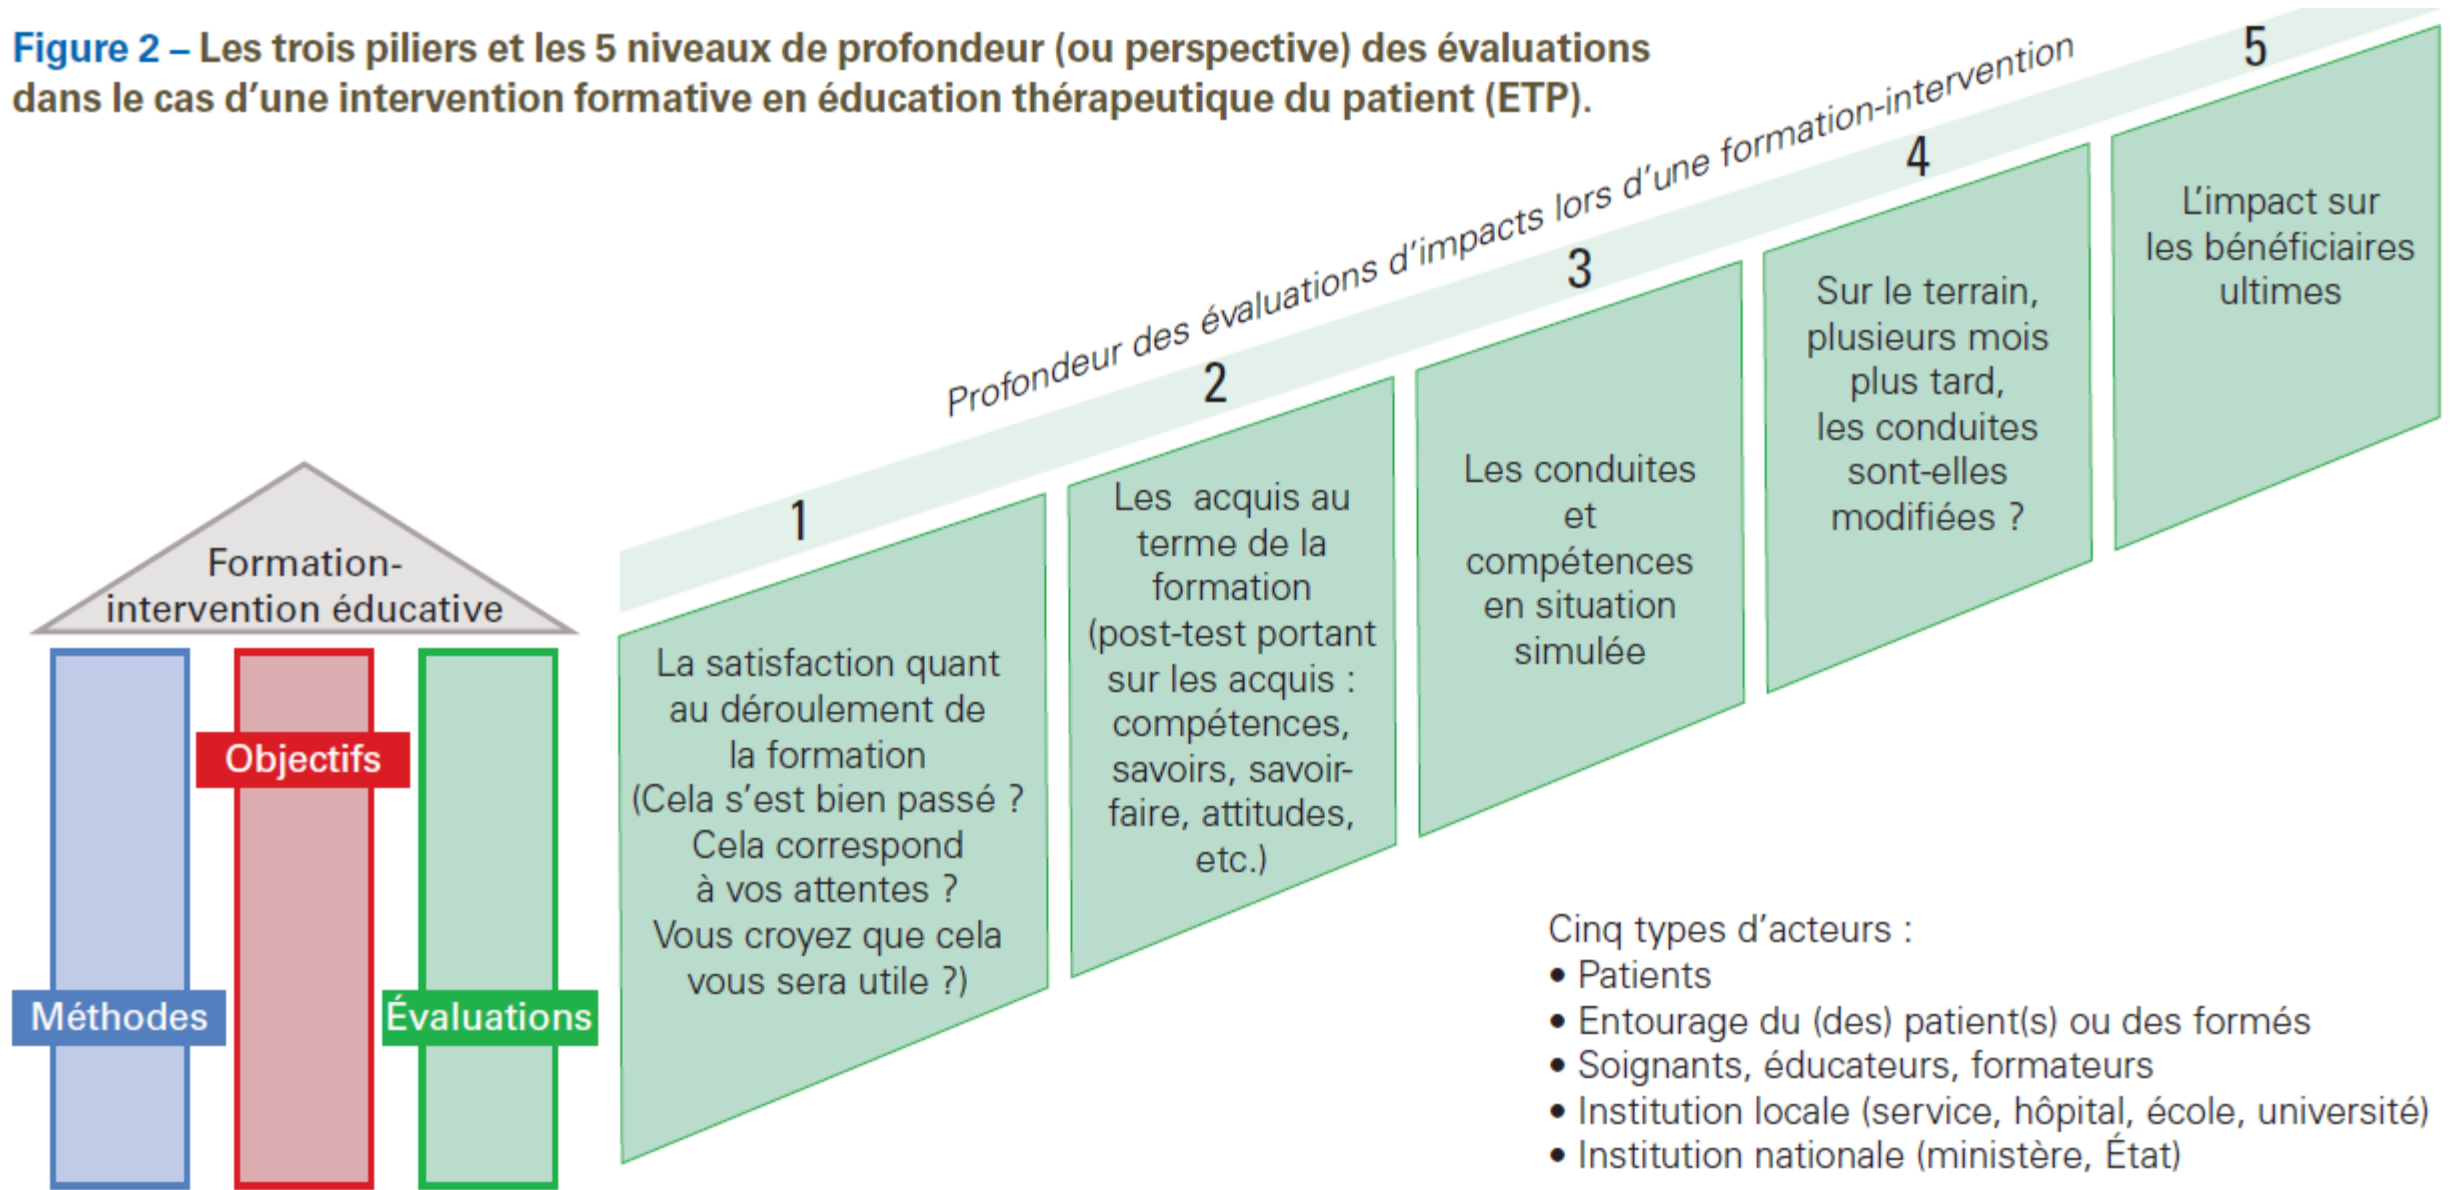 Figure 2 – Les trois piliers et les 5 niveaux de profondeur (ou perspective) des évaluations
dans le cas d’une intervention formative en éducation thérapeutique du patient (ETP).
Profondeur des évaluations d’impacts lors d’une formation-intervention
Formation-
intervention éducative
Méthodes
Objectifs
Évaluations
1
La satisfaction quant
au déroulement de
la formation
(Cela s’est bien passé ?
Cela correspond
à vos attentes ?
Vous croyez que cela
vous sera utile ?)
2
Les acquis au
terme de la
formation
(post-test portant
sur les acquis :
compétences,
savoirs, savoir-
faire, attitudes,
etc.)
3
Les conduites
et
compétences
en situation
simulée
4
Sur le terrain,
plusieurs mois
plus tard,
les conduites
sont-elles
modifiées ?
5
L’impact sur
les bénéficiaires
ultimes
Cinq types d’acteurs :
• Patients
• Entourage du (des) patient(s) ou des formés
• Soignants, éducateurs, formateurs
• Institution locale (service, hôpital, école, université)
• Institution nationale (ministère, État)